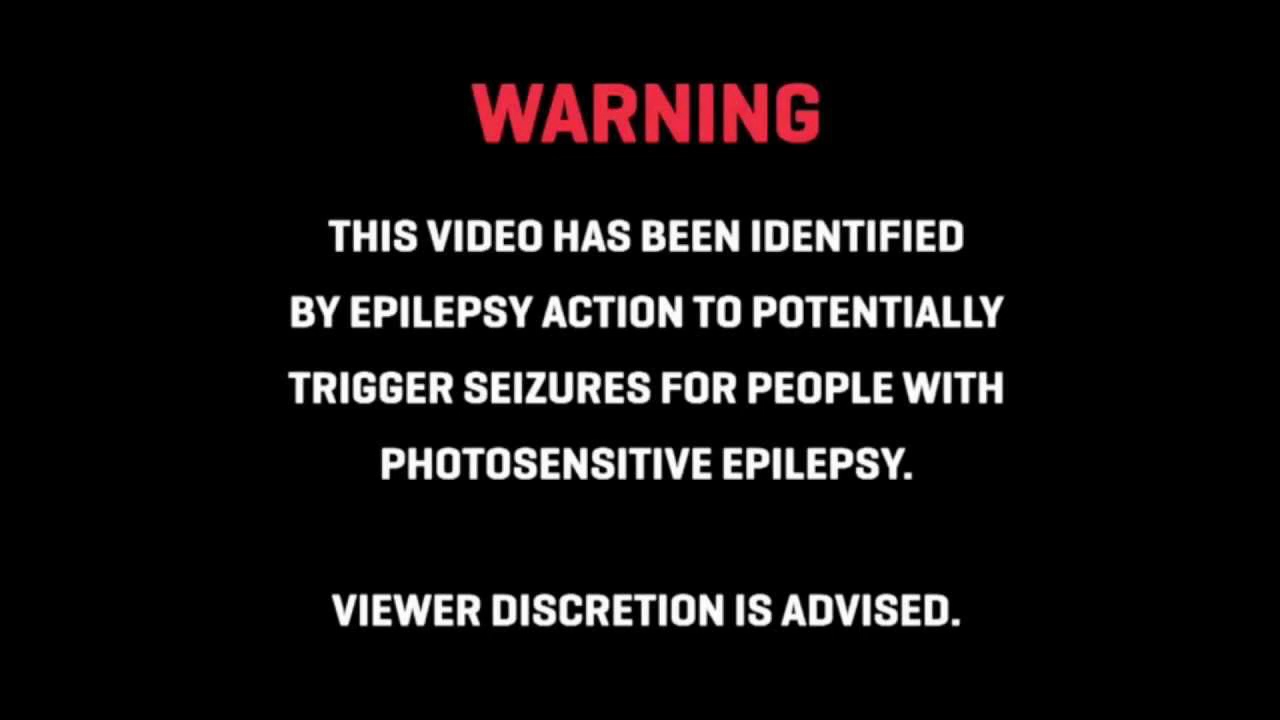 WARNING
THIS VIDEO HAS BEEN IDENTIFIED
BY EPILEPSY ACTION TO POTENTIALLY
TRIGGER SEIZURES FOR PEOPLE WITH
PHOTOSENSITIVE EPILEPSY.
VIEWER DISCRETION IS ADVISED.